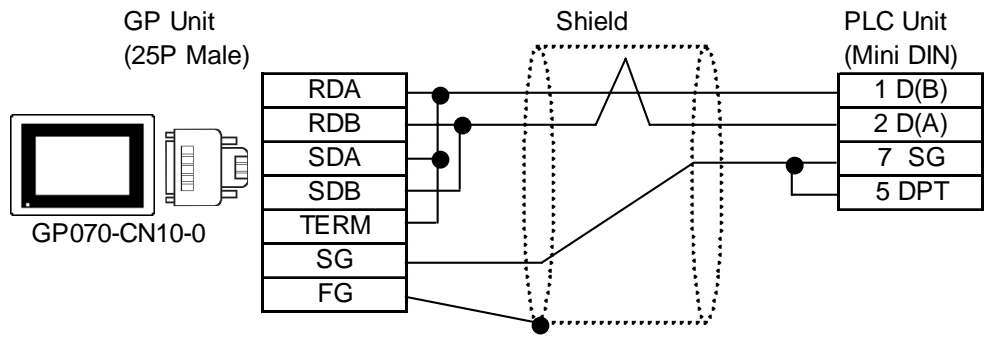 GP Unit
(25P Male)
Shield
PLC Unit
(Mini DIN)
RDA
RDB
SDA
SDB
TERM
SG
FG
1 D(B)
2 D(A)
7 SG
5 DPT
GP070-CN10-0